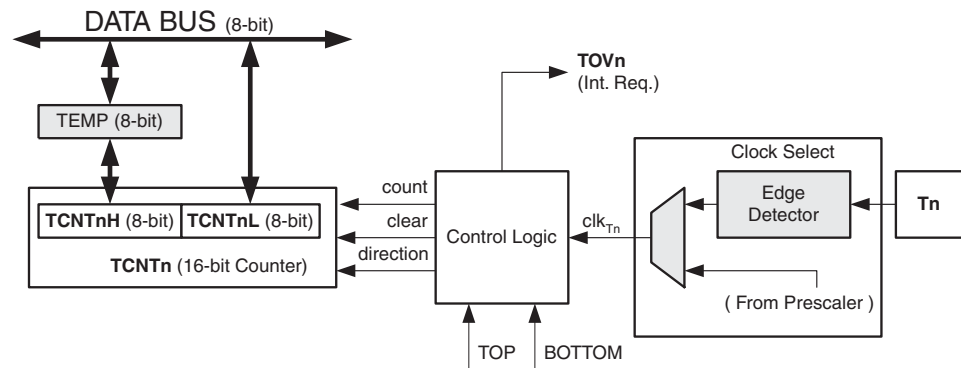 DATA BUS (8-bit)
TOVn
(Int. Req.)
TEMP (8-bit)
Clock Select
count
Edge
Detector
Tn
TCNTnH (8-bit) TCNTnL (8-bit)
clear
Control Logic
clkTn
direction
TCNTn (16-bit Counter)
( From Prescaler )
TOP
BOTTOM